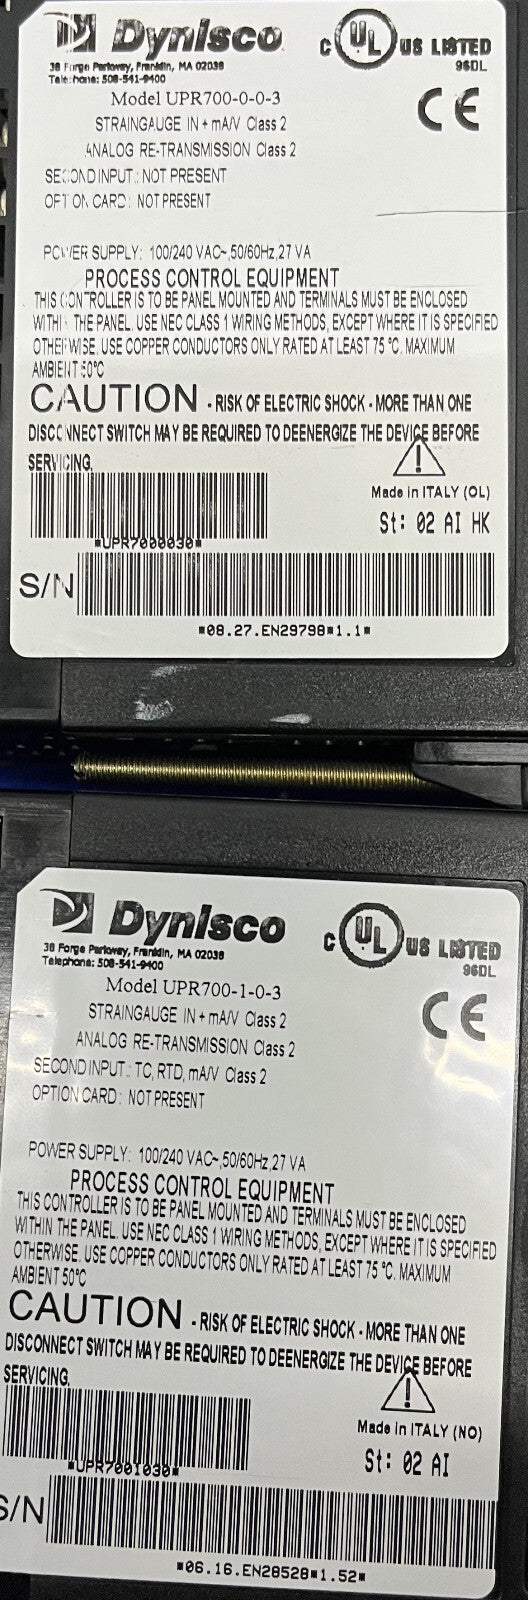 Dynisco
38 Forge Parkway, Franklin, MA 02038
Telephone: 508-541-9400
c UL US LISTED
96DL
CE
Model UPR700-0-0-3
STRAINGAUGE IN + mA/V Class 2
ANALOG RE-TRANSMISSION Class 2
SECOND INPUT.: NOT PRESENT
OPTION CARD: NOT PRESENT
POWER SUPPLY: 100/240 VAC~,50/60Hz,27 VA
PROCESS CONTROL EQUIPMENT
THIS CONTROLLER IS TO BE PANEL MOUNTED AND TERMINALS MUST BE ENCLOSED
WITHIN THE PANEL. USE NEC CLASS 1 WIRING METHODS, EXCEPT WHERE IT IS SPECIFIED
OTHERWISE. USE COPPER CONDUCTORS ONLY RATED AT LEAST 75 °C. MAXIMUM
AMBIENT 50°C
CAUTION - RISK OF ELECTRIC SHOCK - MORE THAN ONE
DISCONNECT SWITCH MAY BE REQUIRED TO DEENERGIZE THE DEVICE BEFORE
SERVICING.
Made in ITALY (OL)
St: 02 AI HK
*UPR7000030*
S/N
*08.27.EN29798*1.1*
Dynisco
38 Forge Parkway, Franklin, MA 02038
Telephone: 508-541-9400
c UL US LISTED
96DL
CE
Model UPR700-1-0-3
STRAINGAUGE IN + mA/V Class 2
ANALOG RE-TRANSMISSION Class 2
SECOND INPUT.: TC, RTD, mA/V Class 2
OPTION CARD: NOT PRESENT
POWER SUPPLY: 100/240 VAC~,50/60Hz,27 VA
PROCESS CONTROL EQUIPMENT
THIS CONTROLLER IS TO BE PANEL MOUNTED AND TERMINALS MUST BE ENCLOSED
WITHIN THE PANEL. USE NEC CLASS 1 WIRING METHODS, EXCEPT WHERE IT IS SPECIFIED
OTHERWISE. USE COPPER CONDUCTORS ONLY RATED AT LEAST 75 °C. MAXIMUM
AMBIENT 50°C
CAUTION - RISK OF ELECTRIC SHOCK - MORE THAN ONE
DISCONNECT SWITCH MAY BE REQUIRED TO DEENERGIZE THE DEVICE BEFORE
SERVICING.
Made in ITALY (NO)
St: 02 AI
*UPR7001030*
S/N
*06.16.EN28528*1.52*